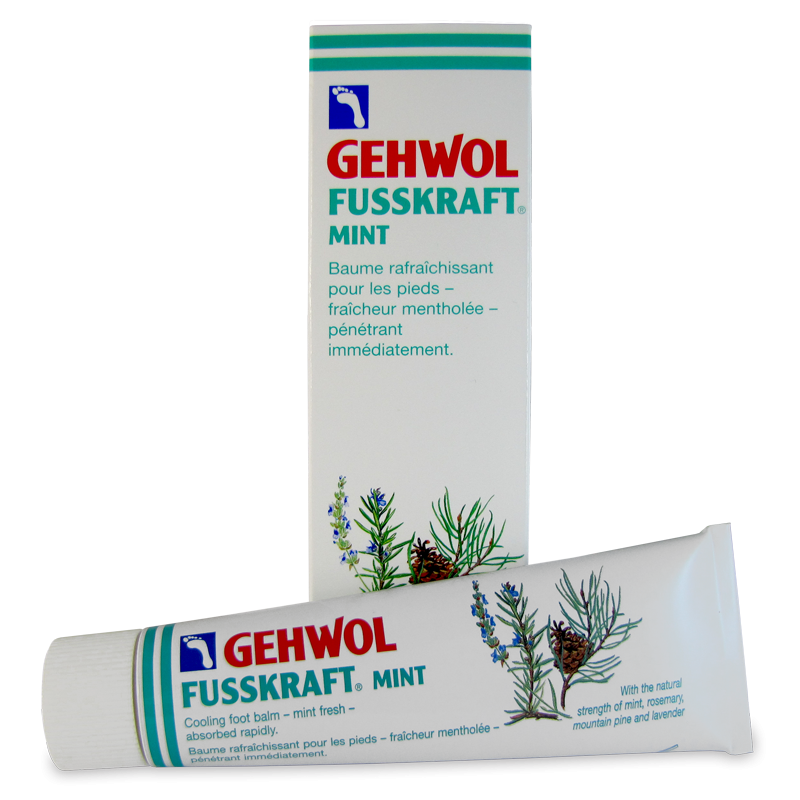 GEHWOL
FUSSKRAFT®
MINT
Baume rafraîchissant
pour les pieds –
fraîcheur mentholée –
pénétrant
immédiatement.
GEHWOL
FUSSKRAFT® MINT
Cooling foot balm – mint fresh –
absorbed rapidly.
Baume rafraîchissant pour les pieds – fraîcheur mentholée –
pénétrant immédiatement.
With the natural
strength of mint, rosemary,
mountain pine and lavender